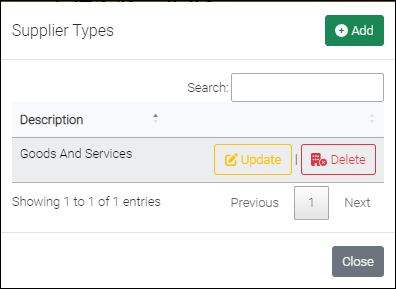 Supplier Types Add
Search:
Description
Goods And Services Update | Delete
Showing 1 to 1 of 1 entries Previous 1 Next
Close